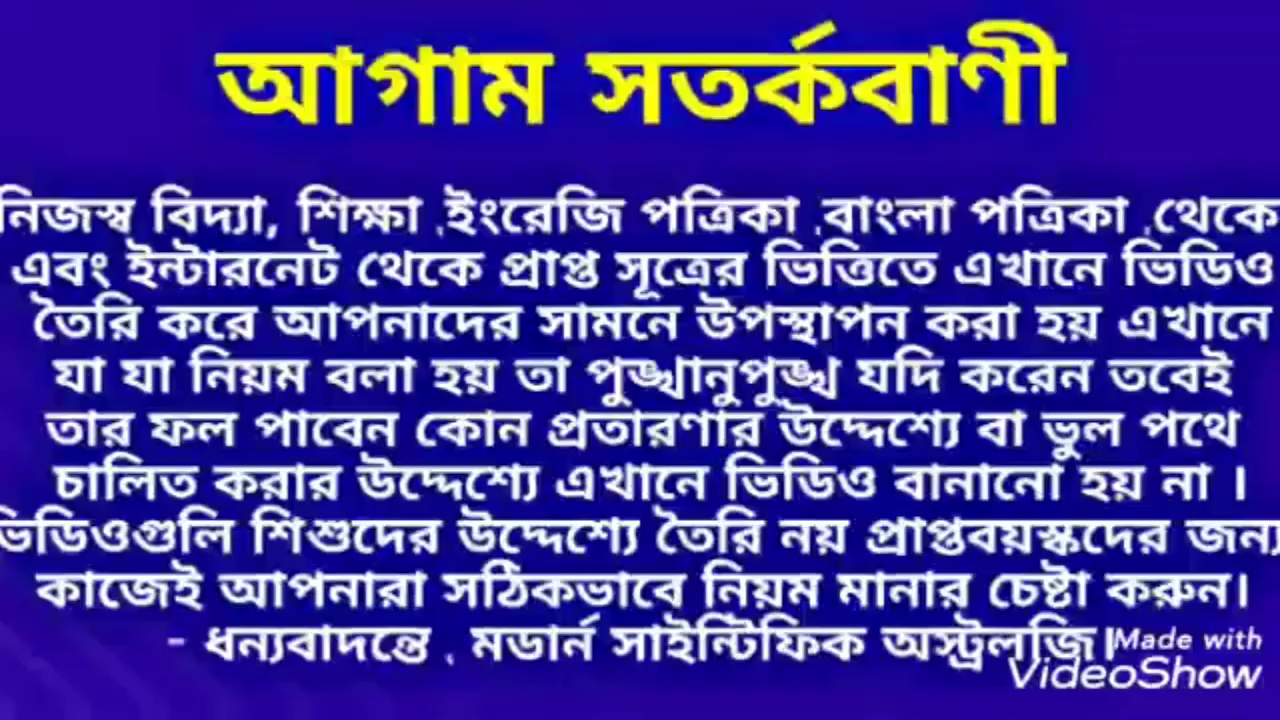 আগাম সতর্কবাণী
নিজস্ব বিদ্যা, শিক্ষা ,ইংরেজি পত্রিকা ,বাংলা পত্রিকা ,থেকে
এবং ইন্টারনেট থেকে প্রাপ্ত সূত্রের ভিত্তিতে এখানে ভিডিও
তৈরি করে আপনাদের সামনে উপস্থাপন করা হয় এখানে
যা যা নিয়ম বলা হয় তা পুঙ্খানুপুঙ্খ যদি করেন তবেই
তার ফল পাবেন কোন প্রতারণার উদ্দেশ্যে বা ভুল পথে
চালিত করার উদ্দেশ্যে এখানে ভিডিও বানানো হয় না ।
ভিডিওগুলি শিশুদের উদ্দেশ্যে তৈরি নয় প্রাপ্তবয়স্কদের জন্য
কাজেই আপনারা সঠিকভাবে নিয়ম মানার চেষ্টা করুন।
- ধন্যবাদন্তে , মডার্ন সাইন্টিফিক অস্ট্রলজি।
Made with
VideoShow